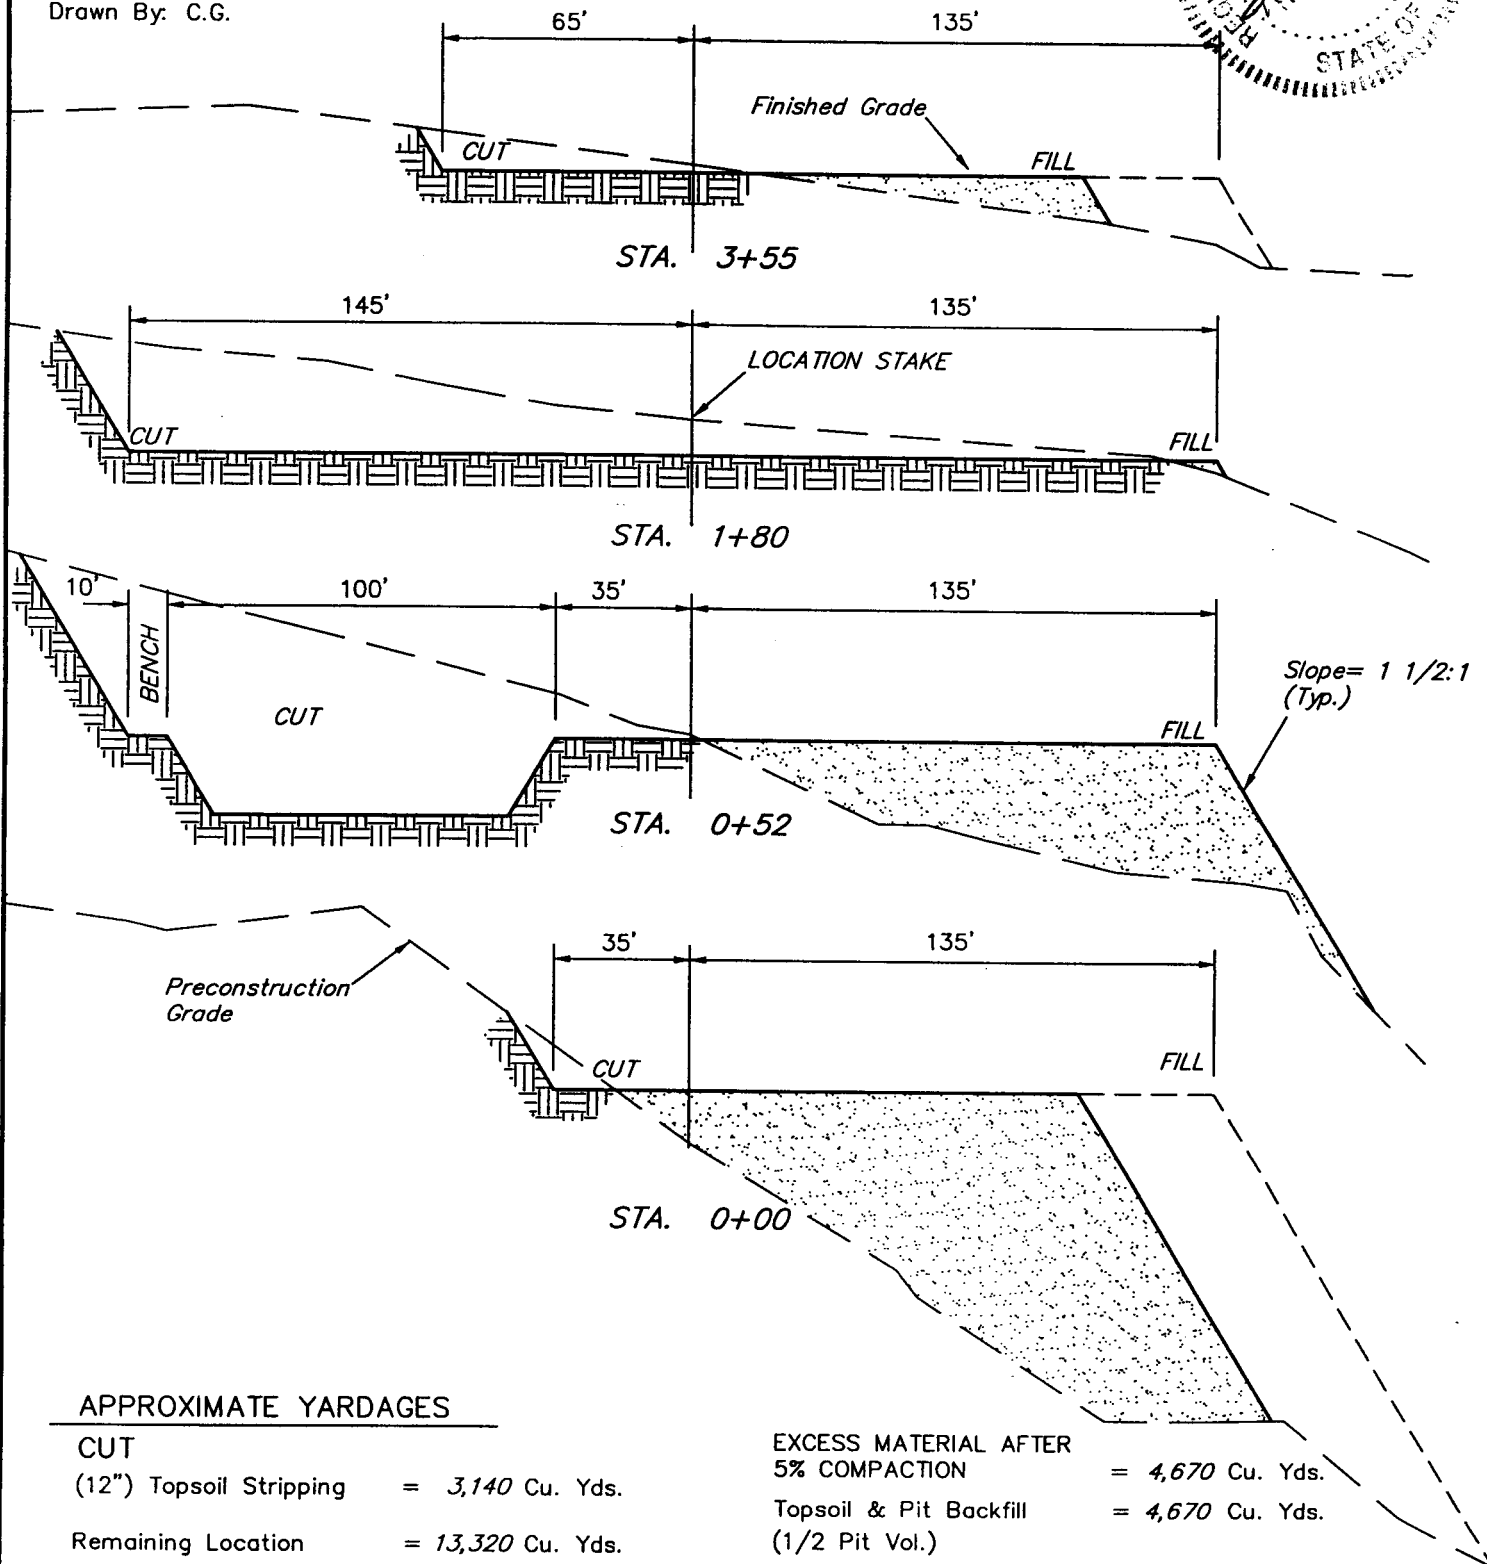 Drawn By: C.G.
STATE OF
65'
135'
Finished Grade
CUT
FILL
STA. 3+55
145'
135'
LOCATION STAKE
CUT
FILL
STA. 1+80
10'
100'
35'
135'
BENCH
CUT
Slope= 1 1/2:1
(Typ.)
FILL
STA. 0+52
35'
135'
Preconstruction
Grade
CUT
FILL
STA. 0+00
APPROXIMATE YARDAGES
CUT
(12") Topsoil Stripping = 3,140 Cu. Yds.
Remaining Location = 13,320 Cu. Yds.
EXCESS MATERIAL AFTER
5% COMPACTION = 4,670 Cu. Yds.
Topsoil & Pit Backfill = 4,670 Cu. Yds.
(1/2 Pit Vol.)